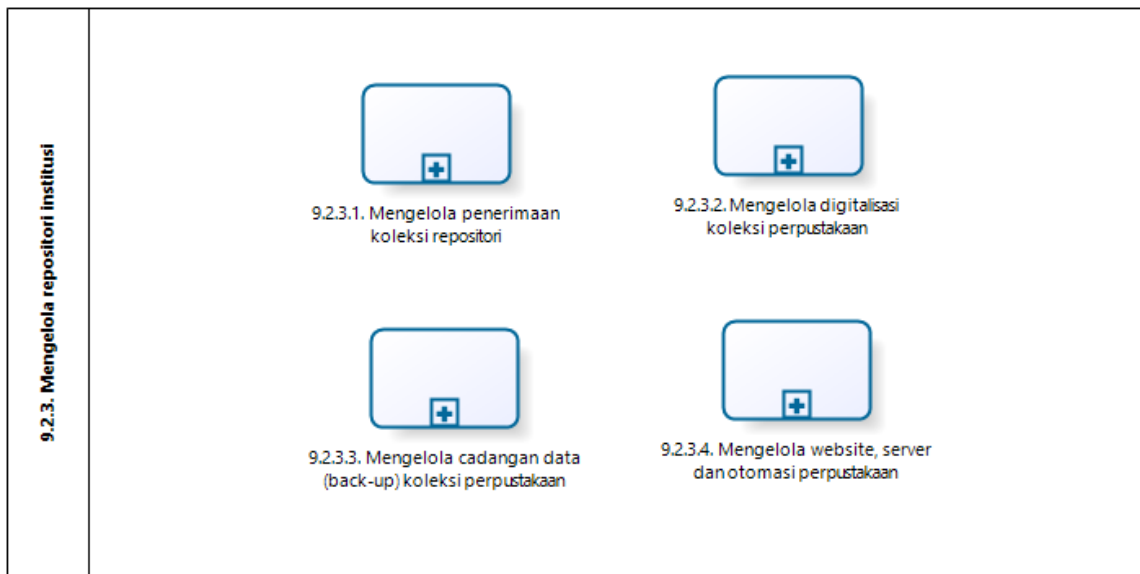 9.2.3. Mengelola repositori institusi
9.2.3.1. Mengelola penerimaan
koleksi repositori
9.2.3.2. Mengelola digitalisasi
koleksi perpustakaan
9.2.3.3. Mengelola cadangan data
(back-up) koleksi perpustakaan
9.2.3.4. Mengelola website, server
dan otomasi perpustakaan